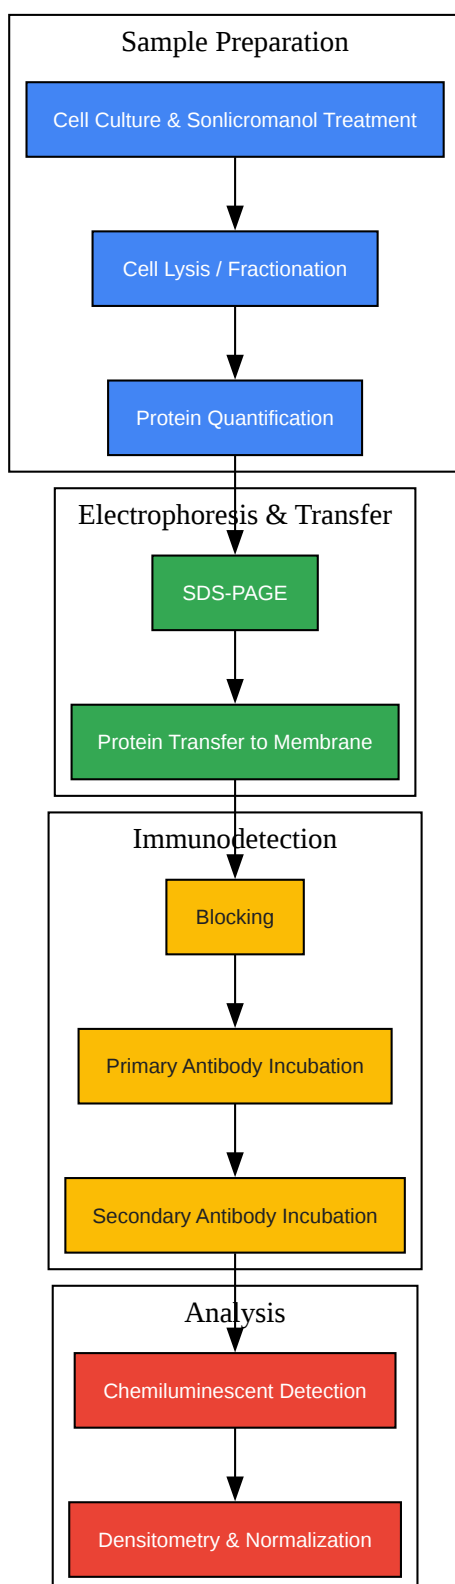 Sample Preparation
Cell Culture & Sonlicromanol Treatment
Cell Lysis / Fractionation
Protein Quantification
Electrophoresis & Transfer
SDS-PAGE
Protein Transfer to Membrane
Immunodetection
Blocking
Primary Antibody Incubation
Secondary Antibody Incubation
Analysis
Chemiluminescent Detection
Densitometry & Normalization